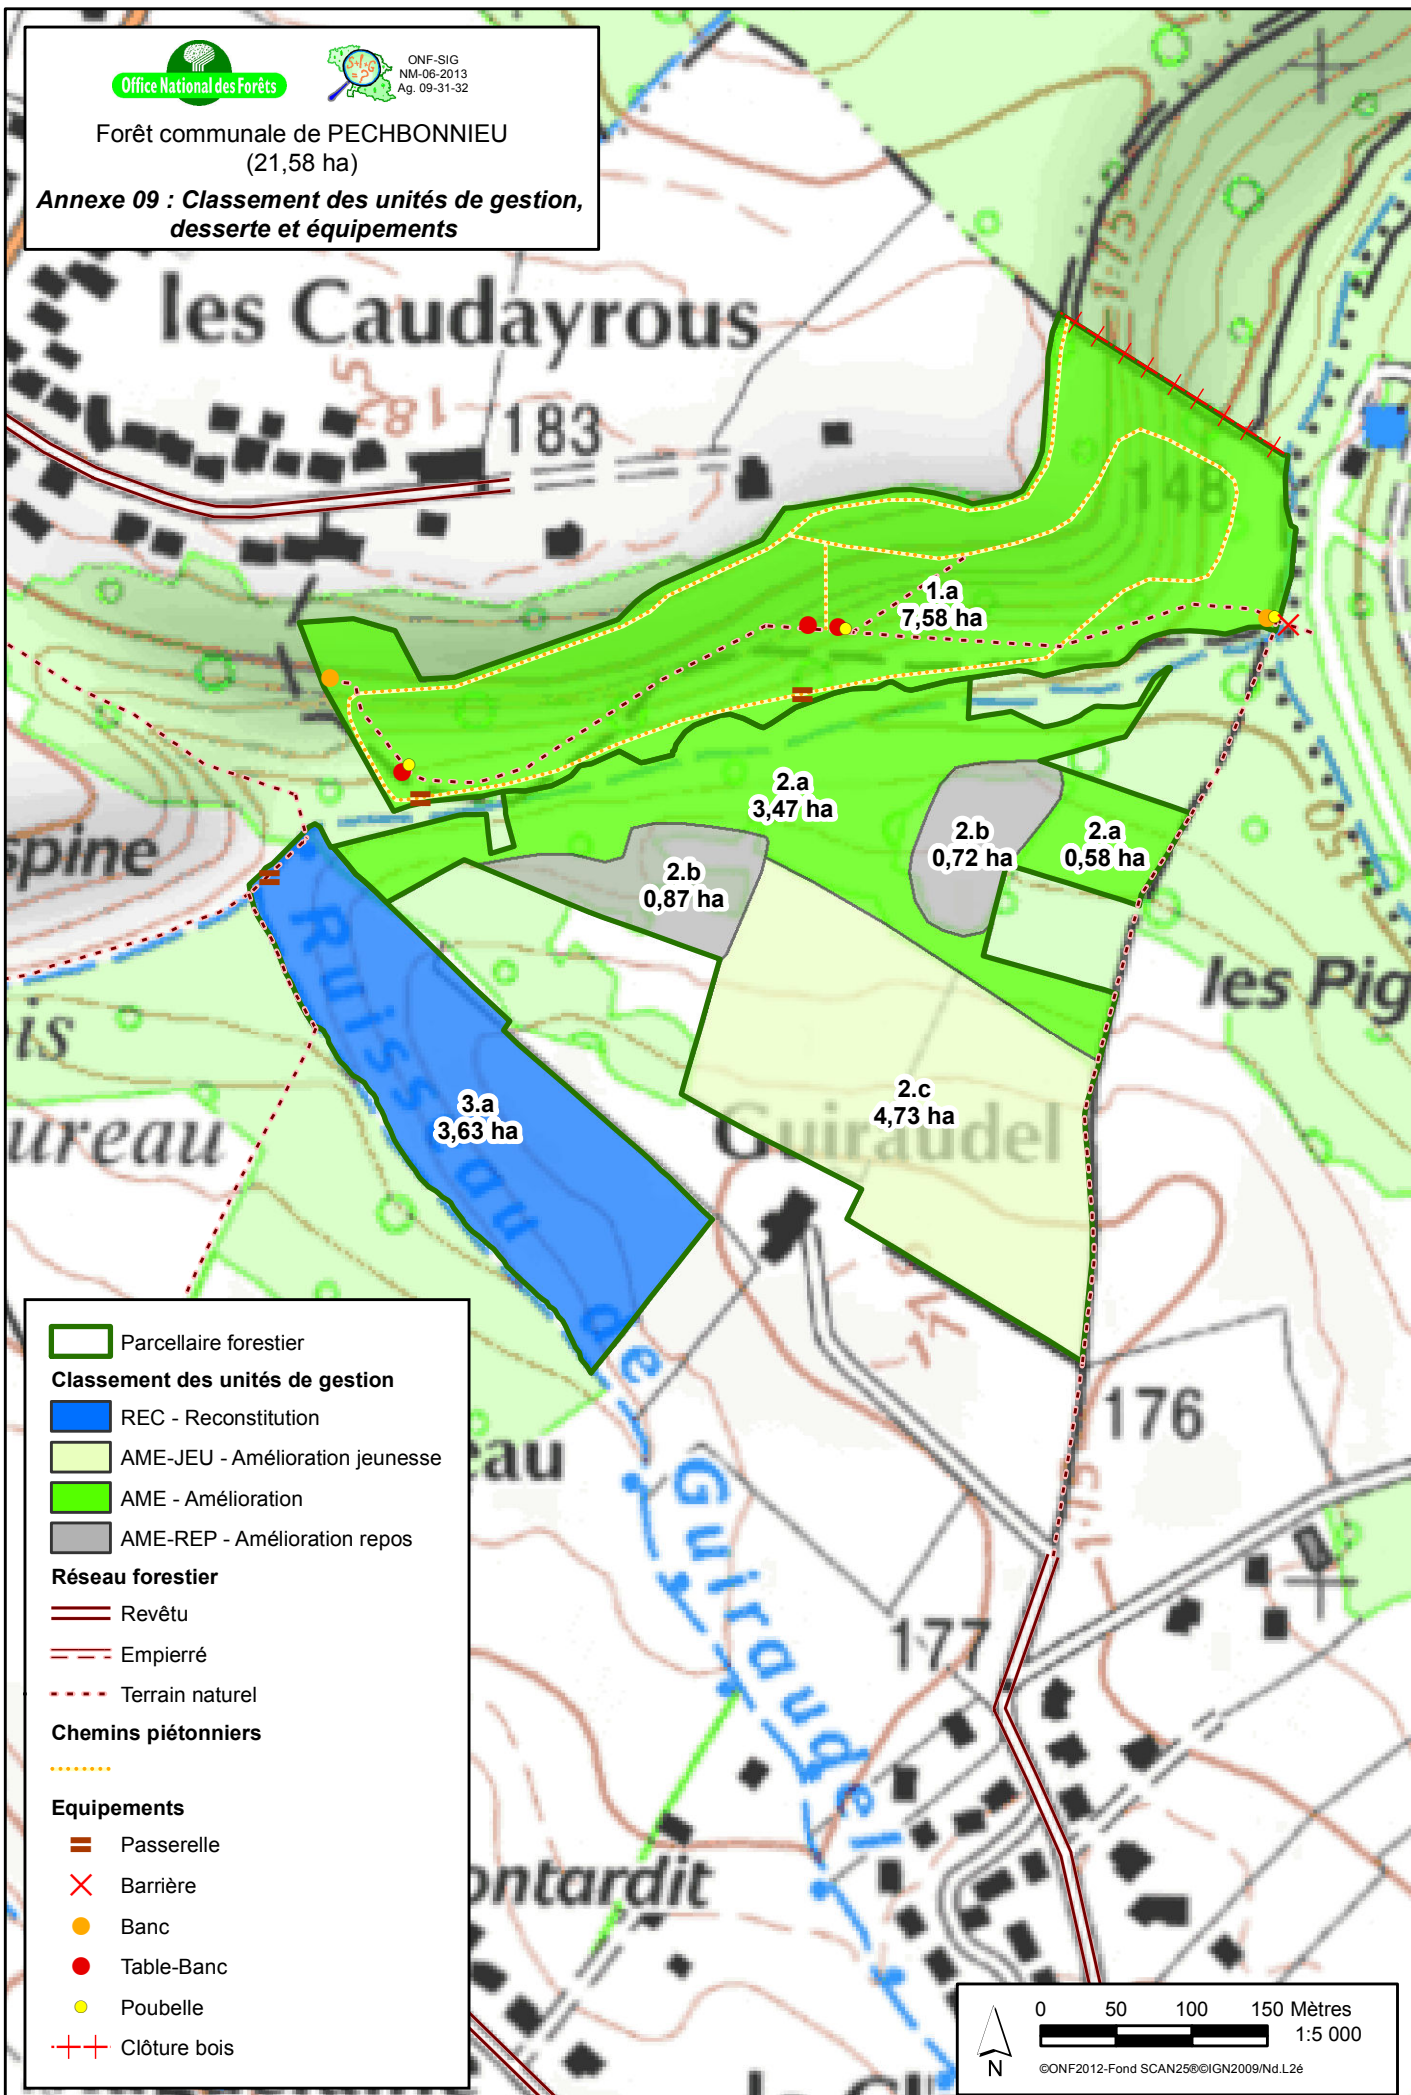 Office National des Forêts
ONF-SIG
NM-06-2013
Ag. 09-31-32
Forêt communale de PECHBONNIEU
(21,58 ha)
Annexe 09 : Classement des unités de gestion,
desserte et équipements
les Caudayrous
182
183
175
148
1.a
7,58 ha
2.a
3,47 ha
2.b
0,72 ha
2.a
0,58 ha
2.b
0,87 ha
150
spine
les Pig
is
ureau
3.a
3,63 ha
2.c
4,73 ha
Guiraudel
Ruisseau de Guiraudel
176
177
eau
ontardit
Parcellaire forestier
Classement des unités de gestion
REC - Reconstitution
AME-JEU - Amélioration jeunesse
AME - Amélioration
AME-REP - Amélioration repos
Réseau forestier
Revêtu
Empierré
Terrain naturel
Chemins piétonniers
Equipements
Passerelle
Barrière
Banc
Table-Banc
Poubelle
Clôture bois
0 50 100 150 Mètres
1:5 000
N
©ONF2012-Fond SCAN25®©IGN2009/Nd.L2é